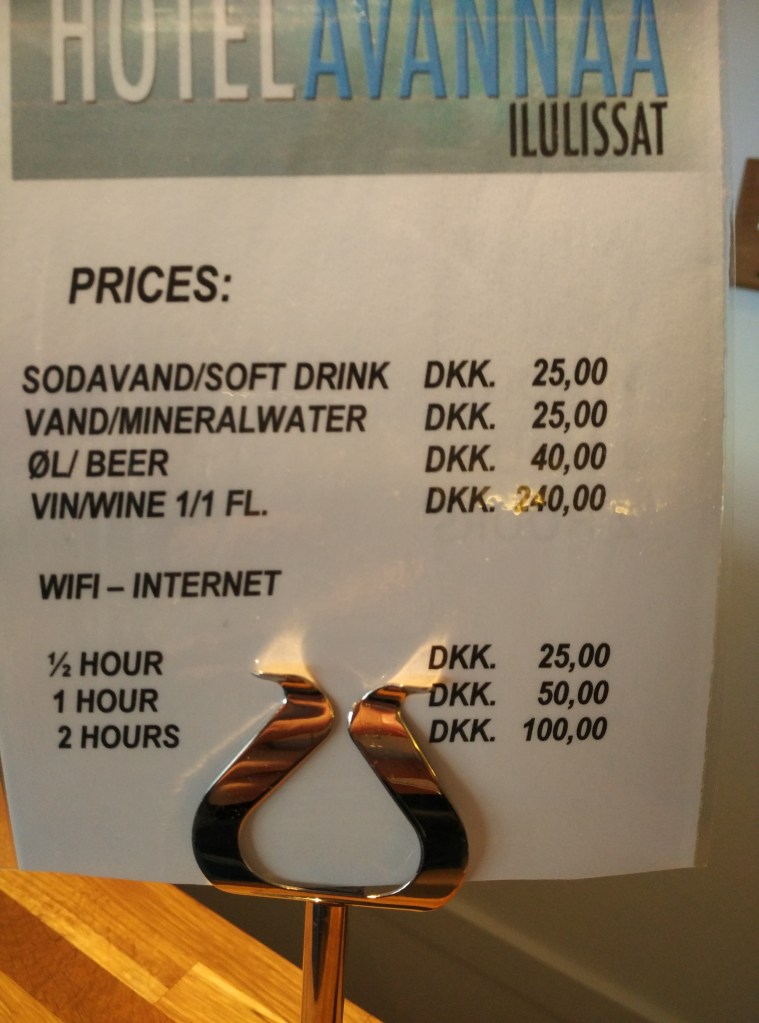 HOTEL AVANNAA
ILULISSAT
PRICES:
SODAVAND/SOFT DRINK DKK. 25,00
VAND/MINERALWATER DKK. 25,00
ØL/ BEER DKK. 40,00
VIN/WINE 1/1 FL. DKK. 240,00
WIFI – INTERNET
½ HOUR DKK. 25,00
1 HOUR DKK. 50,00
2 HOURS DKK. 100,00